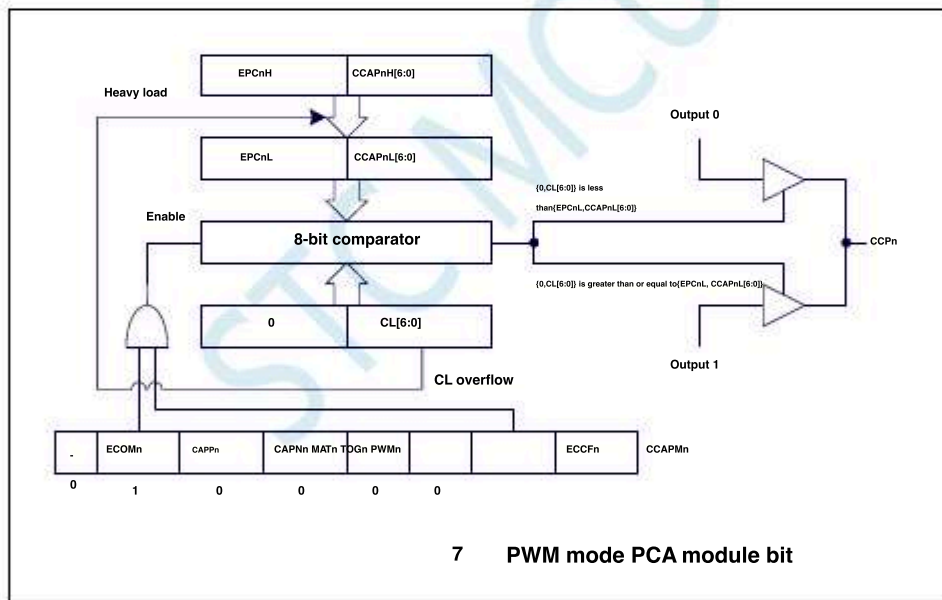 EPCnH CCAPnH[6:0]
Heavy load
Output 0
EPCnL CCAPnL[6:0]
{0,CL[6:0]} is less
than{EPCnL,CCAPnL[6:0]}
Enable
8-bit comparator
CCPn
{0,CL[6:0]} is greater than or equal to{EPCnL, CCAPnL[6:0]}
0 CL[6:0]
Output 1
CL overflow
- ECOMn CAPPn CAPNn MATn TOGn PWMn ECCFn CCAPMn
0 1 0 0 0 0
7 PWM mode PCA module bit
STC MCU